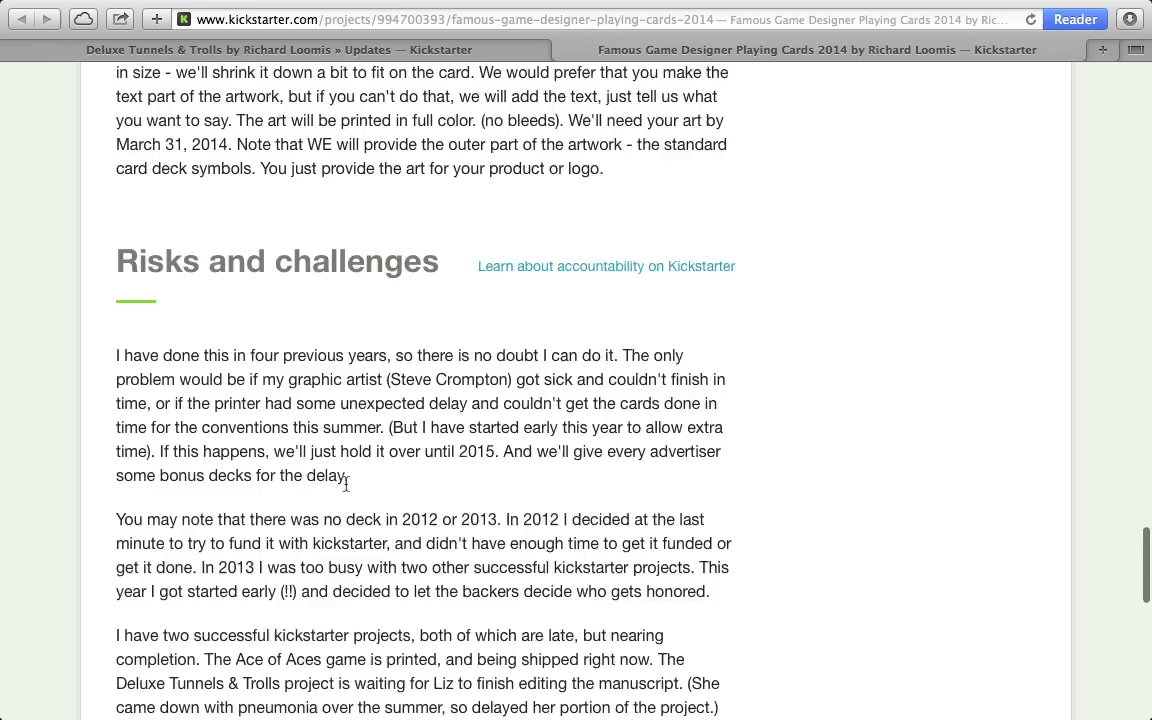 www.kickstarter.com/projects/994700393/famous-game-designer-playing-cards-2014 — Famous Game Designer Playing Cards 2014 by Ric...
Reader
Deluxe Tunnels & Trolls by Richard Loomis » Updates — Kickstarter
Famous Game Designer Playing Cards 2014 by Richard Loomis — Kickstarter
in size - we'll shrink it down a bit to fit on the card. We would prefer that you make the
text part of the artwork, but if you can't do that, we will add the text, just tell us what
you want to say. The art will be printed in full color. (no bleeds). We'll need your art by
March 31, 2014. Note that WE will provide the outer part of the artwork - the standard
card deck symbols. You just provide the art for your product or logo.
Risks and challenges
Learn about accountability on Kickstarter
I have done this in four previous years, so there is no doubt I can do it. The only
problem would be if my graphic artist (Steve Crompton) got sick and couldn't finish in
time, or if the printer had some unexpected delay and couldn't get the cards done in
time for the conventions this summer. (But I have started early this year to allow extra
time). If this happens, we'll just hold it over until 2015. And we'll give every advertiser
some bonus decks for the delay.
You may note that there was no deck in 2012 or 2013. In 2012 I decided at the last
minute to try to fund it with kickstarter, and didn't have enough time to get it funded or
get it done. In 2013 I was too busy with two other successful kickstarter projects. This
year I got started early (!!) and decided to let the backers decide who gets honored.
I have two successful kickstarter projects, both of which are late, but nearing
completion. The Ace of Aces game is printed, and being shipped right now. The
Deluxe Tunnels & Trolls project is waiting for Liz to finish editing the manuscript. (She
came down with pneumonia over the summer, so delayed her portion of the project.)